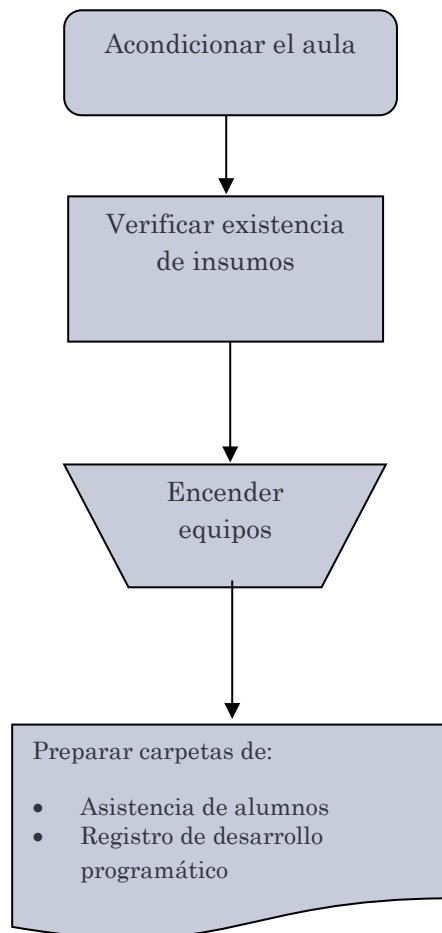 Acondicionar el aula
Verificar existencia
de insumos
Encender
equipos
Preparar carpetas de:
• Asistencia de alumnos
• Registro de desarrollo
programático